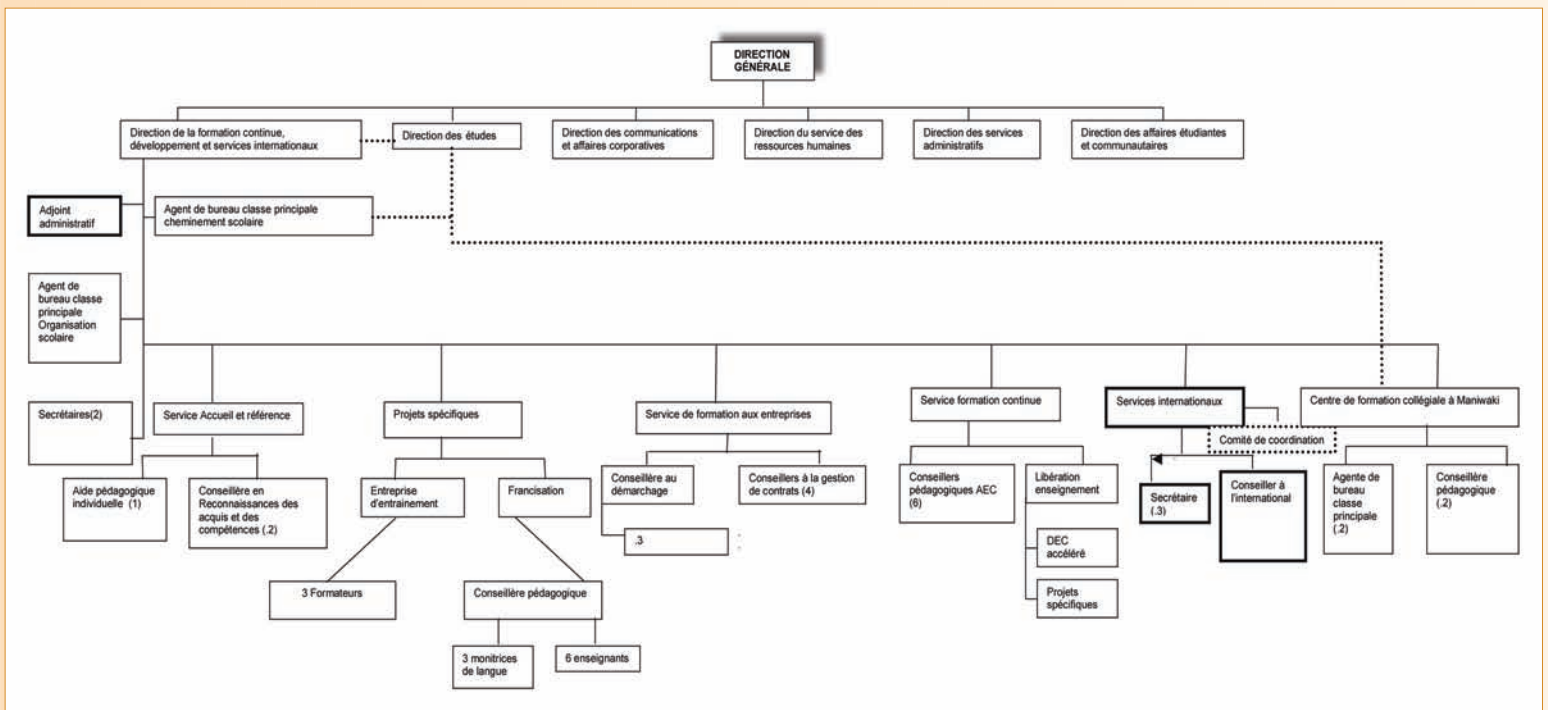 DIRECTION
GÉNÉRALE
Direction de la formation continue,
développement et services internationaux
Direction des études
Direction des communications
et affaires corporatives
Direction du service des
ressources humaines
Direction des services
administratifs
Direction des affaires étudiantes
et communautaires
Adjoint
administratif
Agent de bureau classe principale
cheminement scolaire
Agent de
bureau classe
principale
Organisation
scolaire
Secrétaires(2)
Service Accueil et référence
Projets spécifiques
Service de formation aux entreprises
Service formation continue
Services internationaux
Centre de formation collégiale à Maniwaki
Comité de coordination
Aide pédagogique
individuelle (1)
Conseillère en
Reconnaissances des
acquis et des
compétences (.2)
Entreprise
d'entrainement
Francisation
Conseillère au
démarchage
Conseillers à la gestion
de contrats (4)
Conseillers
pédagogiques AEC
(6)
Libération
enseignement
Secrétaire
(.3)
Conseiller à
l'international
Agente de
bureau
classe
principale
(.2)
Conseillère
pédagogique
(.2)
.3
DEC
accéléré
Projets
spécifiques
3 Formateurs
Conseillère pédagogique
3 monitrices
de langue
6 enseignants